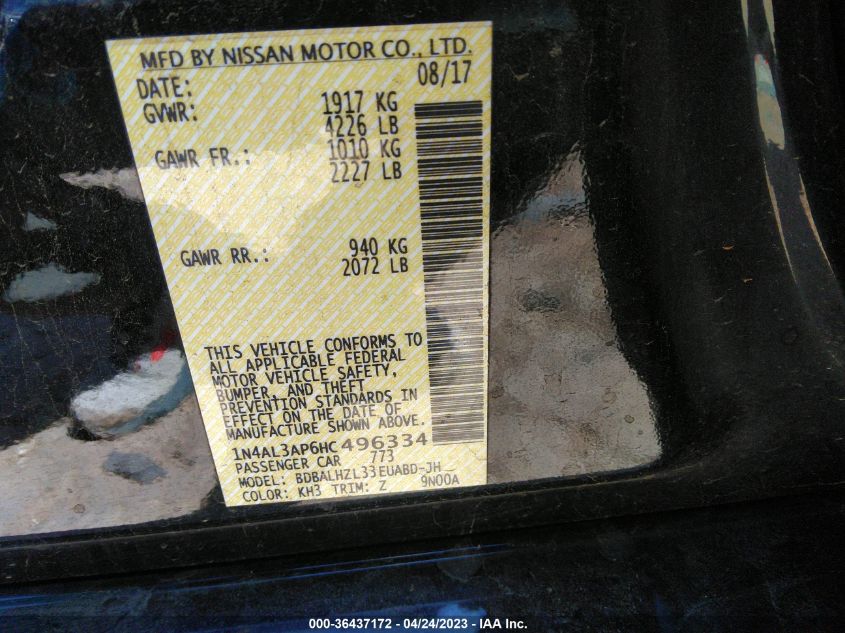 MFD BY NISSAN MOTOR CO., LTD.
DATE: 08/17
GVWR: 1917 KG
4226 LB
GAWR FR.: 1010 KG
2227 LB
GAWR RR.: 940 KG
2072 LB
THIS VEHICLE CONFORMS TO
ALL APPLICABLE FEDERAL
MOTOR VEHICLE SAFETY,
BUMPER, AND THEFT
PREVENTION STANDARDS IN
EFFECT ON THE DATE OF
MANUFACTURE SHOWN ABOVE.
1N4AL3AP6HC496334
PASSENGER CAR 773
MODEL: BDBALHZL33EUABD-JH
COLOR: KH3 TRIM: Z 9N00A
000-36437172 - 04/24/2023 - IAA Inc.